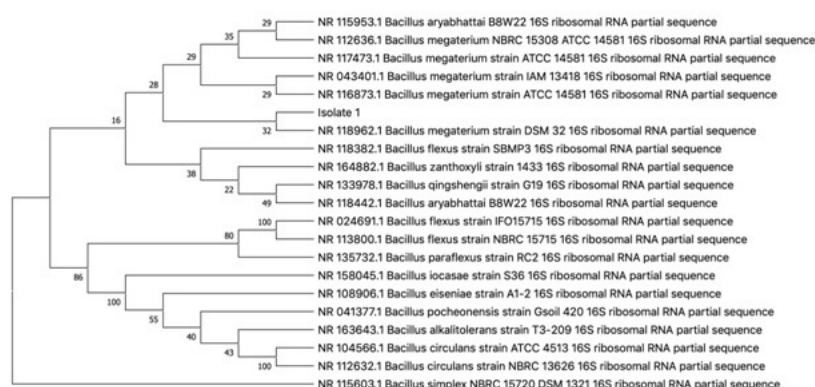 NR 115953.1 Bacillus aryabhattai B8W22 16S ribosomal RNA partial sequence
NR 112636.1 Bacillus megaterium NBRC 15308 ATCC 14581 16S ribosomal RNA partial sequence
NR 117473.1 Bacillus megaterium strain ATCC 14581 16S ribosomal RNA partial sequence
NR 043401.1 Bacillus megaterium strain IAM 13418 16S ribosomal RNA partial sequence
NR 116873.1 Bacillus megaterium strain ATCC 14581 16S ribosomal RNA partial sequence
Isolate 1
NR 118962.1 Bacillus megaterium strain DSM 32 16S ribosomal RNA partial sequence
NR 118382.1 Bacillus flexus strain SBMP3 16S ribosomal RNA partial sequence
NR 164882.1 Bacillus zanthoxyli strain 1433 16S ribosomal RNA partial sequence
NR 133978.1 Bacillus qingshengii strain G19 16S ribosomal RNA partial sequence
NR 118442.1 Bacillus aryabhattai B8W22 16S ribosomal RNA partial sequence
NR 024691.1 Bacillus flexus strain IFO15715 16S ribosomal RNA partial sequence
NR 113800.1 Bacillus flexus strain NBRC 15715 16S ribosomal RNA partial sequence
NR 135732.1 Bacillus paraflexus strain RC2 16S ribosomal RNA partial sequence
NR 158045.1 Bacillus iocasae strain S36 16S ribosomal RNA partial sequence
NR 108906.1 Bacillus eiseniae strain A1-2 16S ribosomal RNA partial sequence
NR 041377.1 Bacillus pocheonensis strain Gsoil 420 16S ribosomal RNA partial sequence
NR 163643.1 Bacillus alkalitolerans strain T3-209 16S ribosomal RNA partial sequence
NR 104566.1 Bacillus circulans strain ATCC 4513 16S ribosomal RNA partial sequence
NR 112632.1 Bacillus circulans strain NBRC 13626 16S ribosomal RNA partial sequence
NR 115603.1 Bacillus simplex NBRC 15720 DSM 1321 16S ribosomal RNA partial sequence
29
35
29
28
29
16
32
38
22
49
100
80
86
100
55
40
43
100